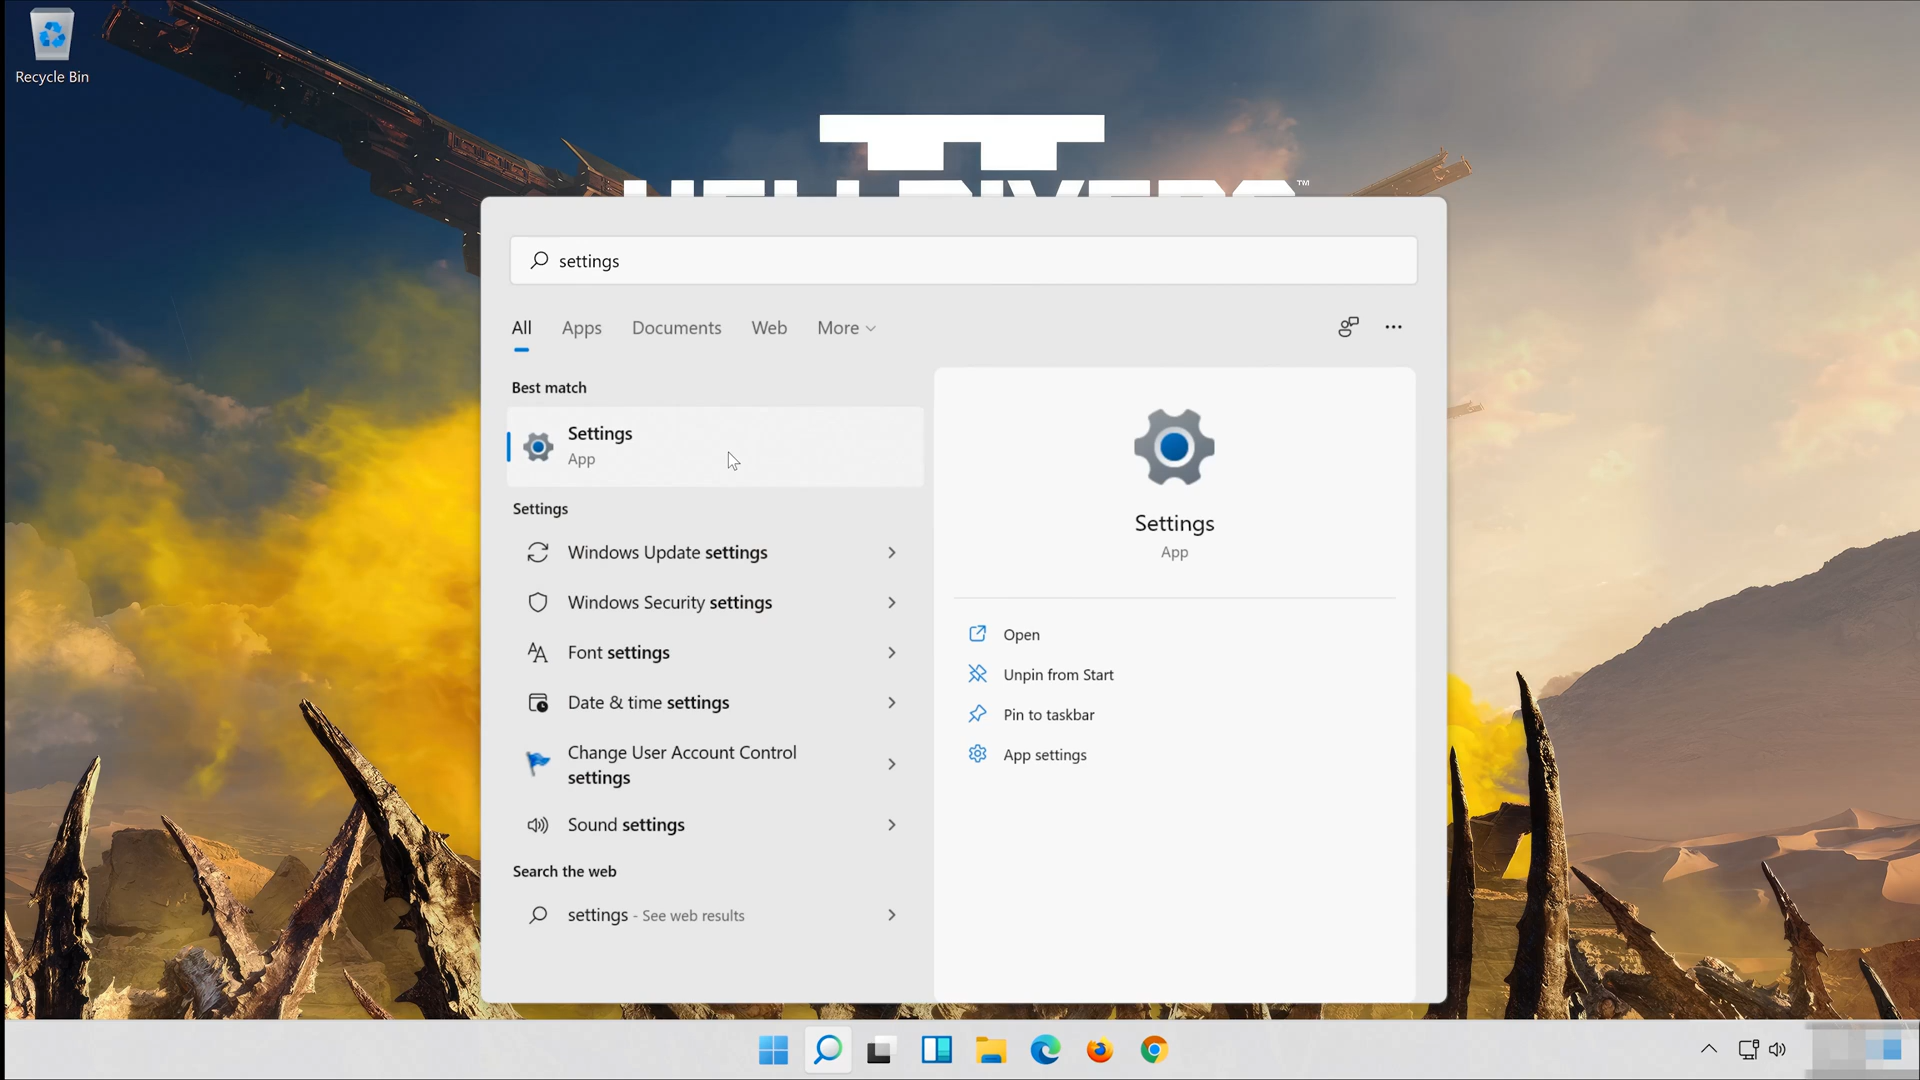 Recycle Bin
™
settings
All Apps Documents Web More
Best match
Settings
App
Settings
Windows Update settings
Windows Security settings
Font settings
Date & time settings
Change User Account Control
settings
Sound settings
Search the web
settings - See web results
Settings
App
Open
Unpin from Start
Pin to taskbar
App settings